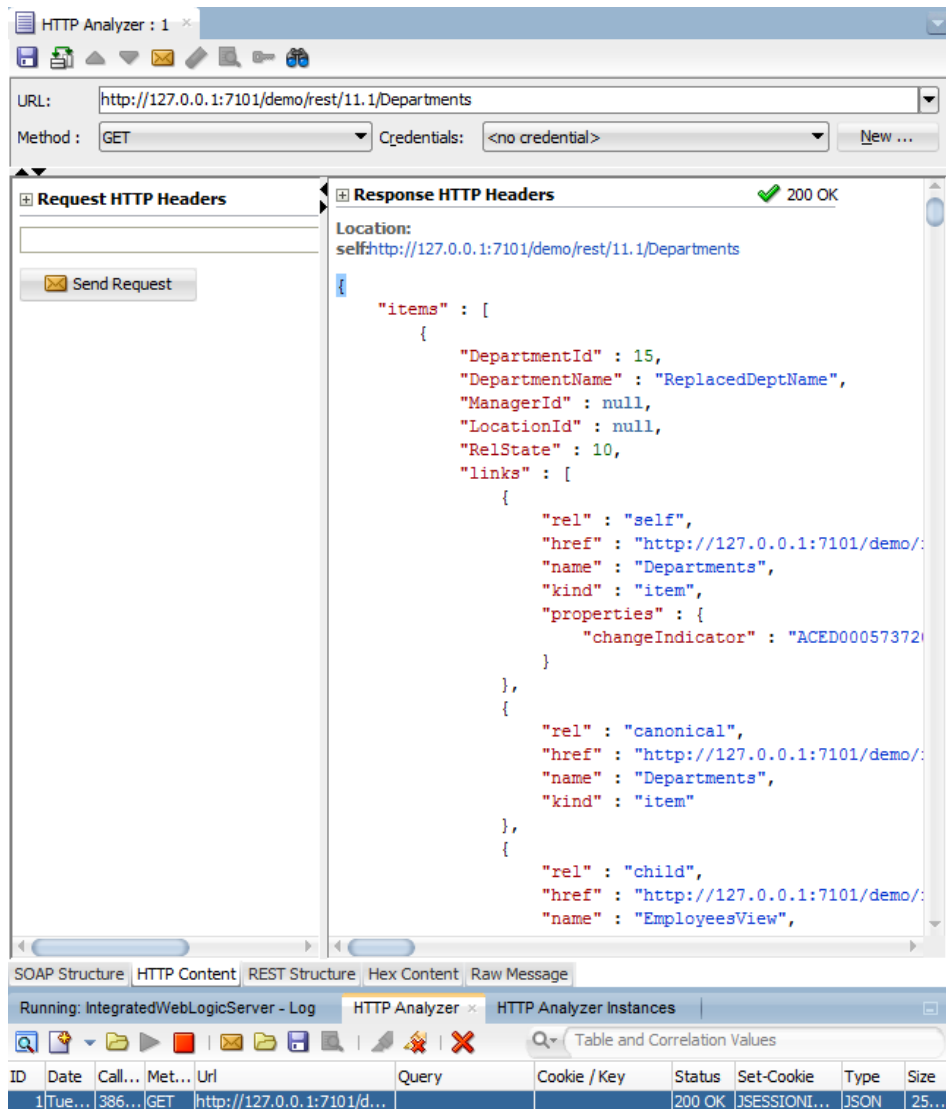 HTTP Analyzer : 1
URL: http://127.0.0.1:7101/demo/rest/11.1/Departments
Method : GET Credentials: <no credential> New ...
Request HTTP Headers
Send Request
Response HTTP Headers 200 OK
Location:
self:http://127.0.0.1:7101/demo/rest/11.1/Departments
{
"items" : [
{
"DepartmentId" : 15,
"DepartmentName" : "ReplacedDeptName",
"ManagerId" : null,
"LocationId" : null,
"RelState" : 10,
"links" : [
{
"rel" : "self",
"href" : "http://127.0.0.1:7101/demo/
"name" : "Departments",
"kind" : "item",
"properties" : {
"changeIndicator" : "ACED000573720
}
},
{
"rel" : "canonical",
"href" : "http://127.0.0.1:7101/demo/
"name" : "Departments",
"kind" : "item"
},
{
"rel" : "child",
"href" : "http://127.0.0.1:7101/demo/
"name" : "EmployeesView",
SOAP Structure HTTP Content REST Structure Hex Content Raw Message
Running: IntegratedWebLogicServer - Log HTTP Analyzer HTTP Analyzer Instances
Table and Correlation Values
ID Date Call... Met... Url Query Cookie / Key Status Set-Cookie Type Size
1 Tue... 386... GET http://127.0.0.1:7101/d... 200 OK JSESSIONI... JSON 25...